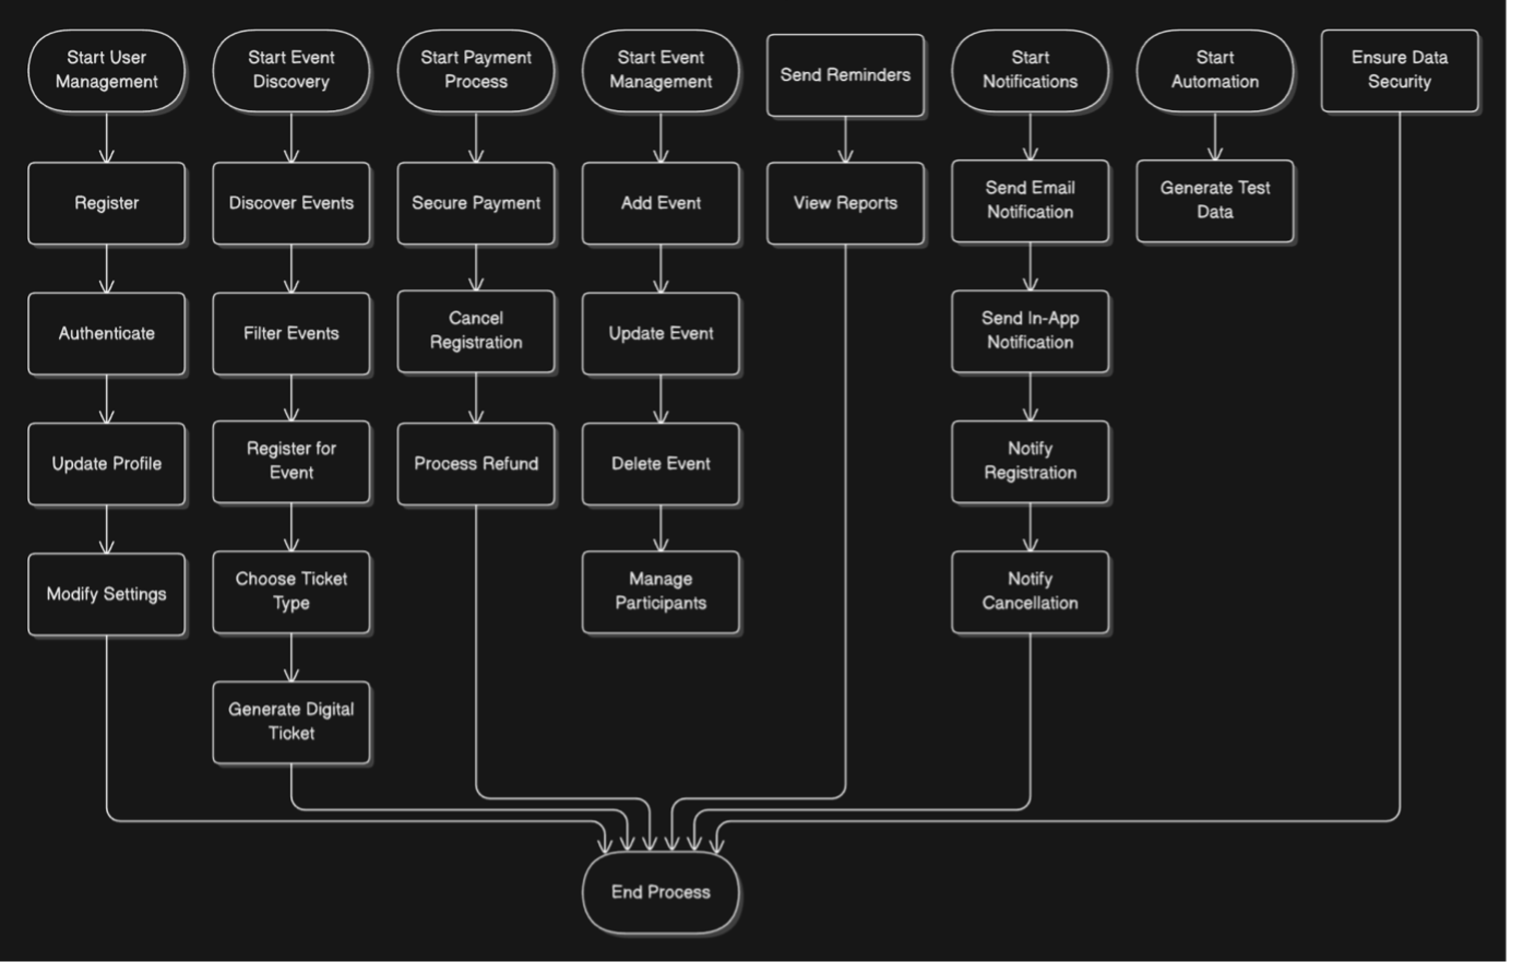 Start User
Management
Start Event
Discovery
Start Payment
Process
Start Event
Management
Send Reminders
Start
Notifications
Start
Automation
Ensure Data
Security
Register
Discover Events
Secure Payment
Add Event
View Reports
Send Email
Notification
Generate Test
Data
Authenticate
Filter Events
Cancel
Registration
Update Event
Send In-App
Notification
Update Profile
Register for
Event
Process Refund
Delete Event
Notify
Registration
Modify Settings
Choose Ticket
Type
Manage
Participants
Notify
Cancellation
Generate Digital
Ticket
End Process